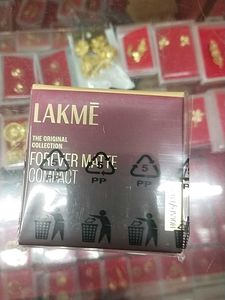 LAKMĒ
THE ORIGINAL
COLLECTION
FOREVER MATTE
COMPACT
5
PP
PP